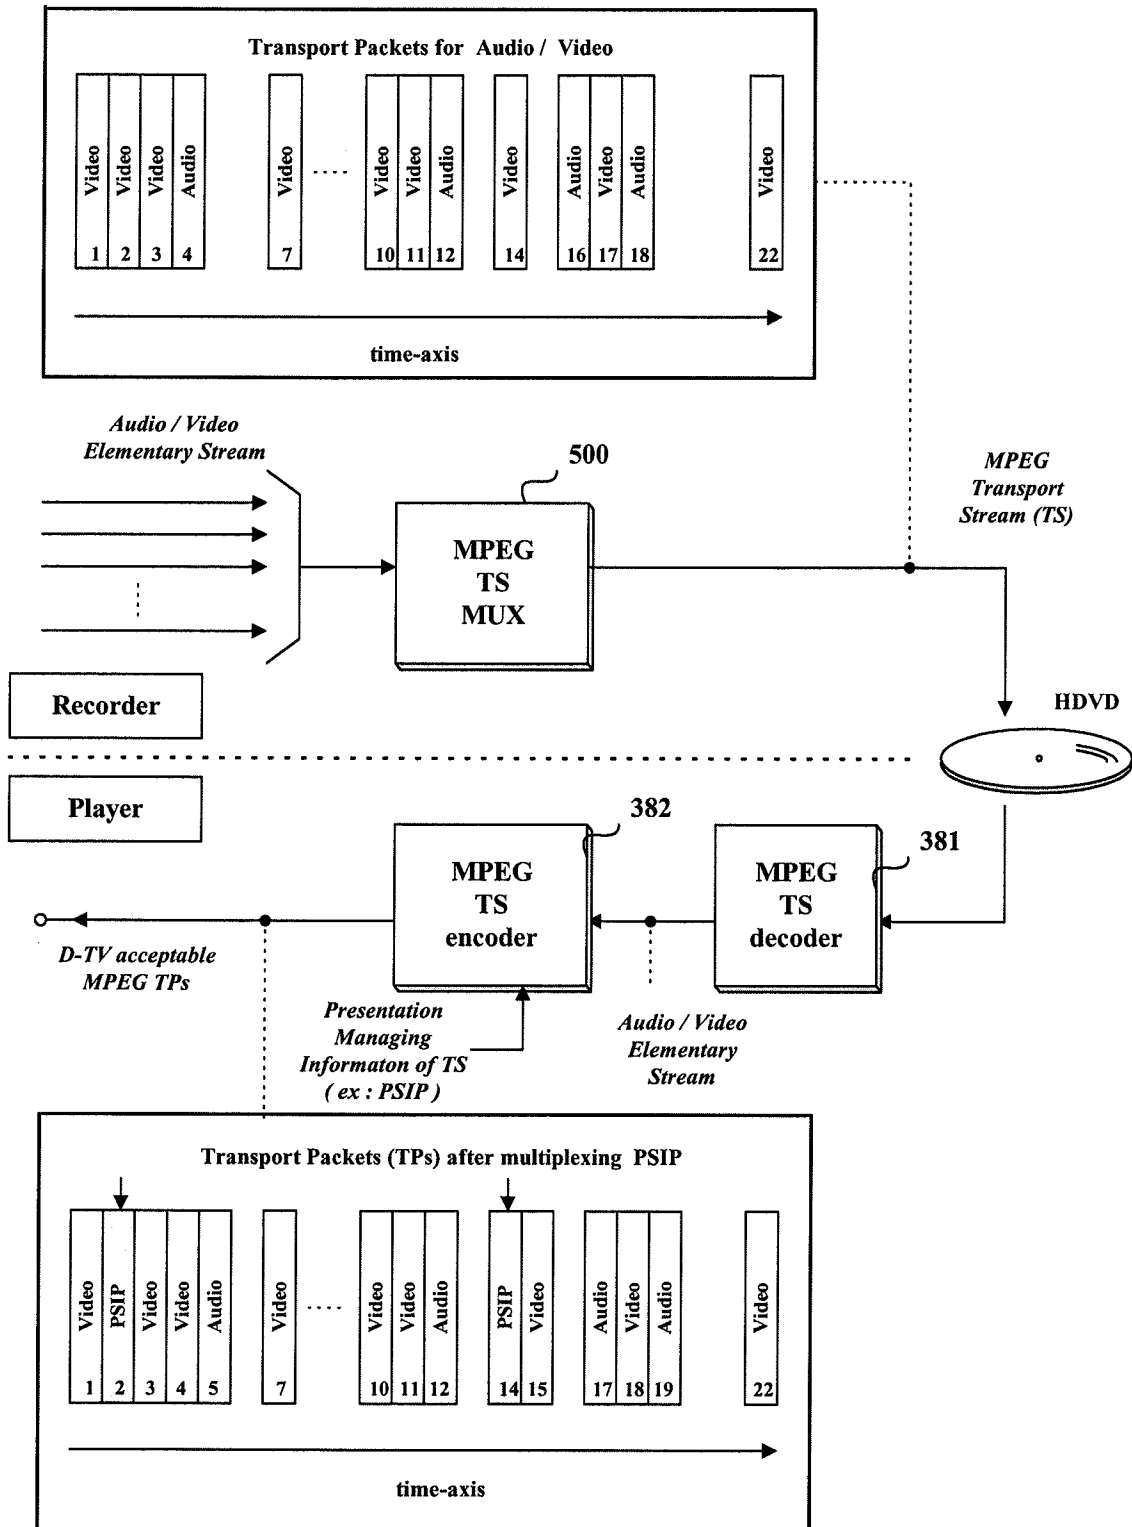 Transport Packets for Audio / Video
Video Video Video Audio Video Video Video Audio Video Audio Video Audio Video
1 2 3 4 7 10 11 12 14 16 17 18 22
time-axis
Audio / Video
Elementary Stream
500
MPEG
TS
MUX
MPEG
Transport
Stream (TS)
Recorder
HDVD
Player
382
MPEG
TS
encoder
381
MPEG
TS
decoder
D-TV acceptable
MPEG TPs
Presentation
Managing
Informaton of TS
( ex : PSIP )
Audio / Video
Elementary
Stream
Transport Packets (TPs) after multiplexing PSIP
Video PSIP Video Video Audio Video Video Video Audio PSIP Video Audio Video Audio Video
1 2 3 4 5 7 10 11 12 14 15 17 18 19 22
time-axis